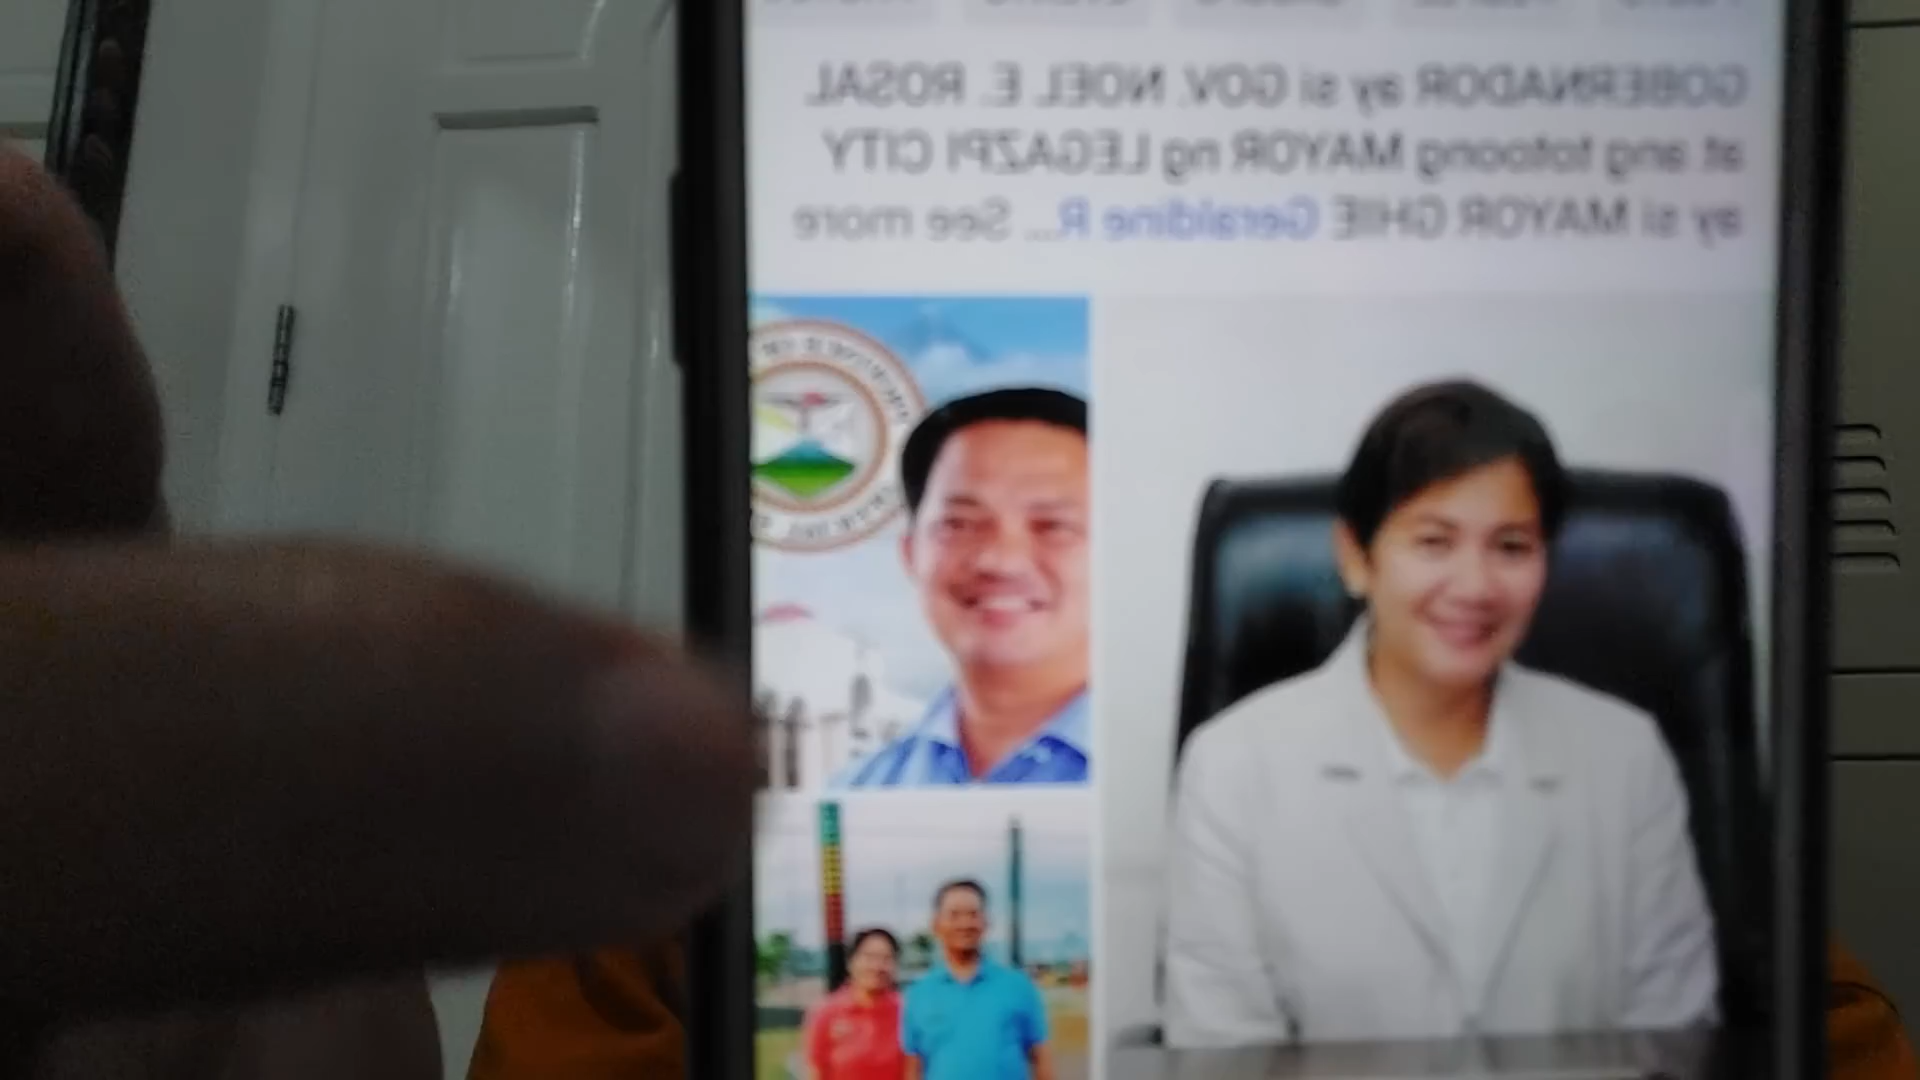 GOBERNADOR ay si GOV. NOEL E. ROSAL
at ang totoong MAYOR ng LEGAZPI CITY
ay si MAYOR GHIE Geraldine R... See more